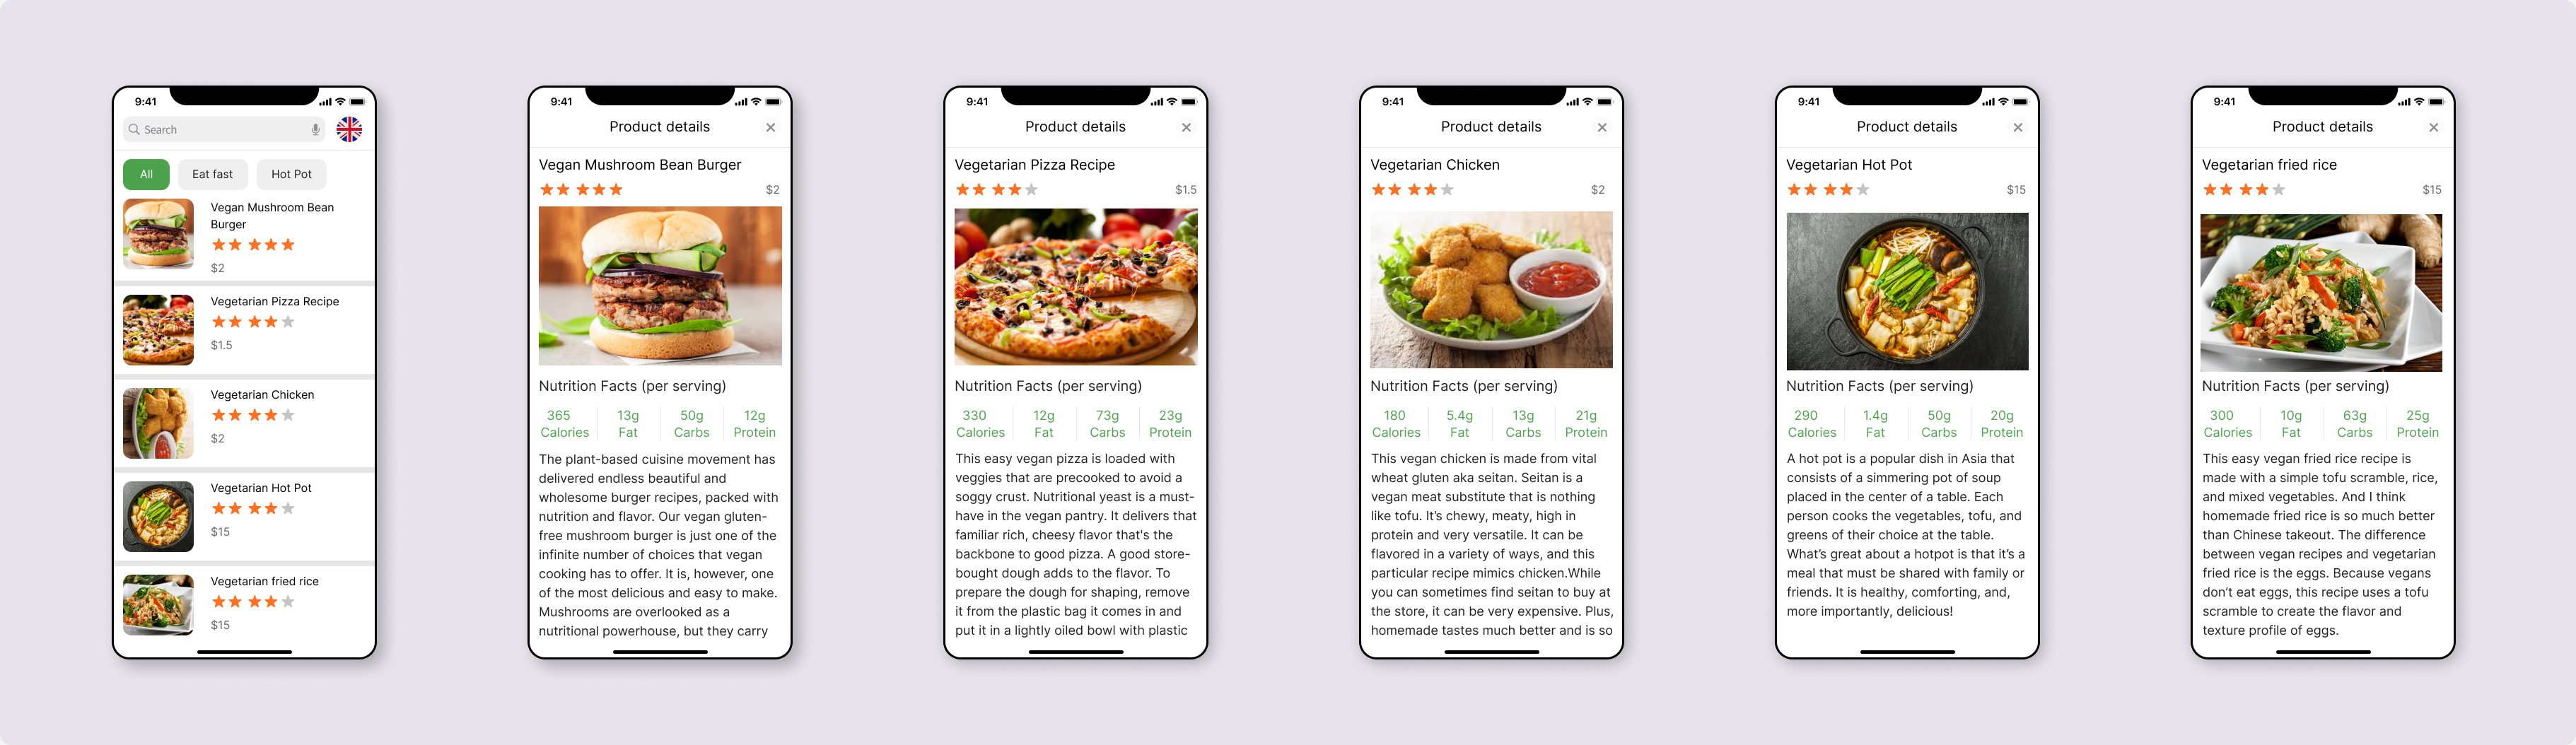 9:41
Search
All
Eat fast
Hot Pot
Vegan Mushroom Bean
Burger
$2
Vegetarian Pizza Recipe
$1.5
Vegetarian Chicken
$2
Vegetarian Hot Pot
$15
Vegetarian fried rice
$15
9:41
Product details
Vegan Mushroom Bean Burger
$2
Nutrition Facts (per serving)
365 13g 50g 12g
Calories Fat Carbs Protein
The plant-based cuisine movement has
delivered endless beautiful and
wholesome burger recipes, packed with
nutrition and flavor. Our vegan gluten-
free mushroom burger is just one of the
infinite number of choices that vegan
cooking has to offer. It is, however, one
of the most delicious and easy to make.
Mushrooms are overlooked as a
nutritional powerhouse, but they carry
9:41
Product details
Vegetarian Pizza Recipe
$1.5
Nutrition Facts (per serving)
330 12g 73g 23g
Calories Fat Carbs Protein
This easy vegan pizza is loaded with
veggies that are precooked to avoid a
soggy crust. Nutritional yeast is a must-
have in the vegan pantry. It delivers that
familiar rich, cheesy flavor that's the
backbone to good pizza. A good store-
bought dough adds to the flavor. To
prepare the dough for shaping, remove
it from the plastic bag it comes in and
put it in a lightly oiled bowl with plastic
9:41
Product details
Vegetarian Chicken
$2
Nutrition Facts (per serving)
180 5.4g 13g 21g
Calories Fat Carbs Protein
This vegan chicken is made from vital
wheat gluten aka seitan. Seitan is a
vegan meat substitute that is nothing
like tofu. It’s chewy, meaty, high in
protein and very versatile. It can be
flavored in a variety of ways, and this
particular recipe mimics chicken.While
you can sometimes find seitan to buy at
the store, it can be very expensive. Plus,
homemade tastes much better and is so
9:41
Product details
Vegetarian Hot Pot
$15
Nutrition Facts (per serving)
290 1.4g 50g 20g
Calories Fat Carbs Protein
A hot pot is a popular dish in Asia that
consists of a simmering pot of soup
placed in the center of a table. Each
person cooks the vegetables, tofu, and
greens of their choice at the table.
What’s great about a hotpot is that it’s a
meal that must be shared with family or
friends. It is healthy, comforting, and,
more importantly, delicious!
9:41
Product details
Vegetarian fried rice
$15
Nutrition Facts (per serving)
300 10g 63g 25g
Calories Fat Carbs Protein
This easy vegan fried rice recipe is
made with a simple tofu scramble, rice,
and mixed vegetables. And I think
homemade fried rice is so much better
than Chinese takeout. The difference
between vegan recipes and vegetarian
fried rice is the eggs. Because vegans
don’t eat eggs, this recipe uses a tofu
scramble to create the flavor and
texture profile of eggs.